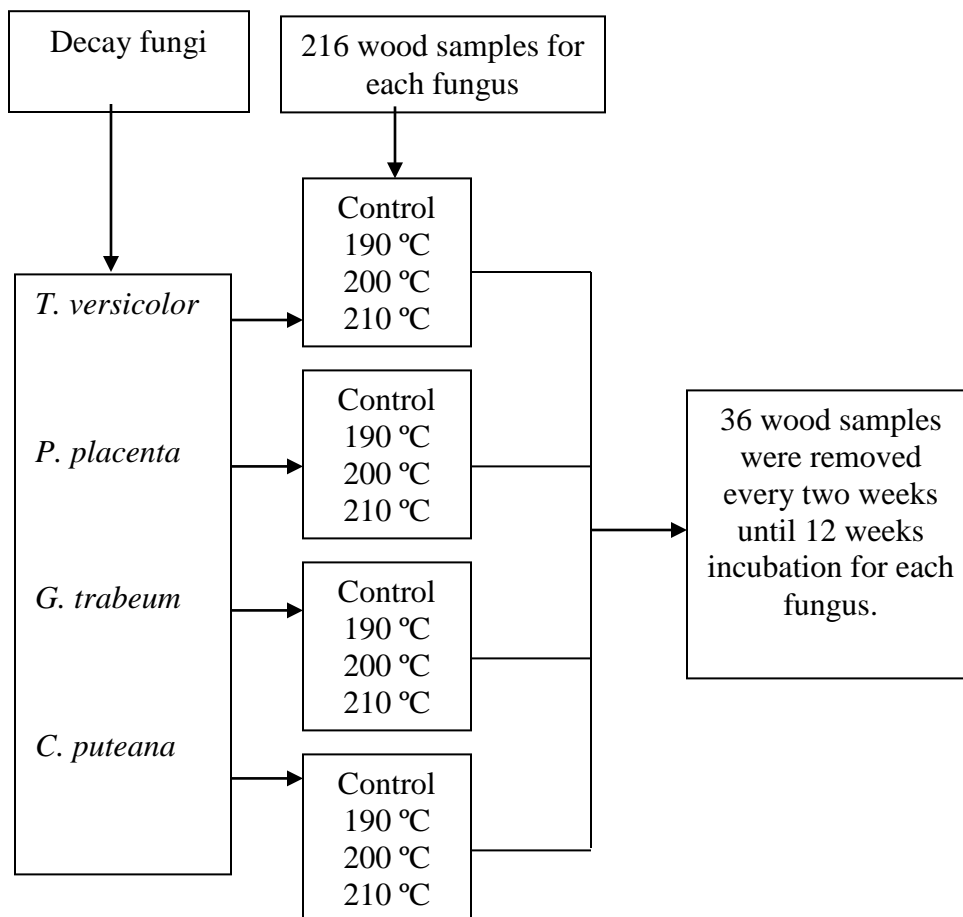 Decay fungi
216 wood samples for
each fungus
T. versicolor
P. placenta
G. trabeum
C. puteana
Control
190 ºC
200 ºC
210 ºC
Control
190 ºC
200 ºC
210 ºC
Control
190 ºC
200 ºC
210 ºC
Control
190 ºC
200 ºC
210 ºC
36 wood samples
were removed
every two weeks
until 12 weeks
incubation for each
fungus.